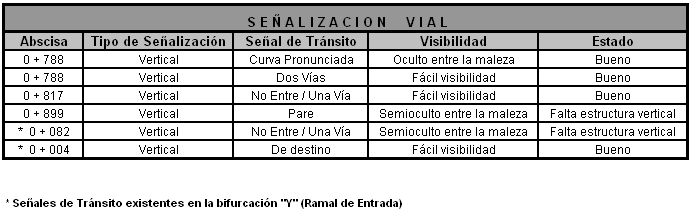 SEÑALIZACION VIAL
Abscisa Tipo de Señalización Señal de Tránsito Visibilidad Estado
0 + 788 Vertical Curva Pronunciada Oculto entre la maleza Bueno
0 + 788 Vertical Dos Vías Fácil visibilidad Bueno
0 + 817 Vertical No Entre / Una Vía Fácil visibilidad Bueno
0 + 899 Vertical Pare Semioculto entre la maleza Falta estructura vertical
* 0 + 082 Vertical No Entre / Una Vía Semioculto entre la maleza Falta estructura vertical
* 0 + 004 Vertical De destino Fácil visibilidad Bueno
* Señales de Tránsito existentes en la bifurcación "Y" (Ramal de Entrada)